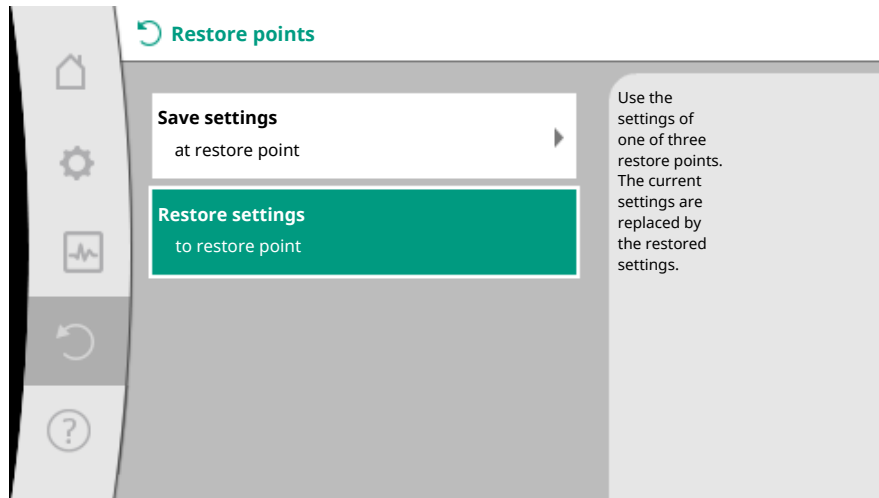 Restore points
Save settings
at restore point
Restore settings
to restore point
Use the
settings of
one of three
restore points.
The current
settings are
replaced by
the restored
settings.
?